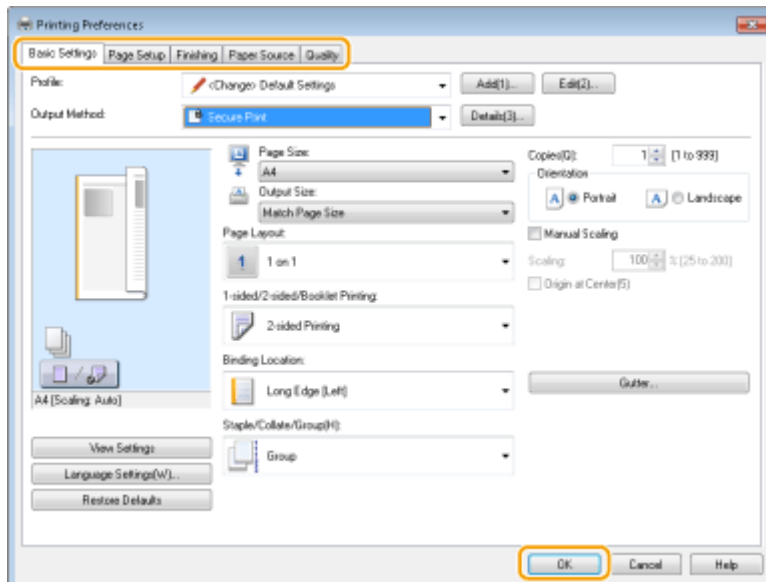 Printing Preferences
Basic Settings Page Setup Finishing Paper Source Quality
Profile: <Change> Default Settings Add(1)... Edit(2)...
Output Method: Secure Print Details(3)...
Page Size: Copies(Q): 1 [1 to 999]
A4 Orientation
Output Size: A Portrait A Landscape
Match Page Size
Page Layout: Manual Scaling
1 1 on 1 Scaling: 100 % [25 to 200]
1-sided/2-sided/Booklet Printing: Origin at Center(5)
2-sided Printing
Binding Location:
Long Edge [Left] Gutter...
A4 [Scaling: Auto]
Staple/Collate/Group(H):
View Settings Group
Language Settings(W)...
Restore Defaults
OK Cancel Help